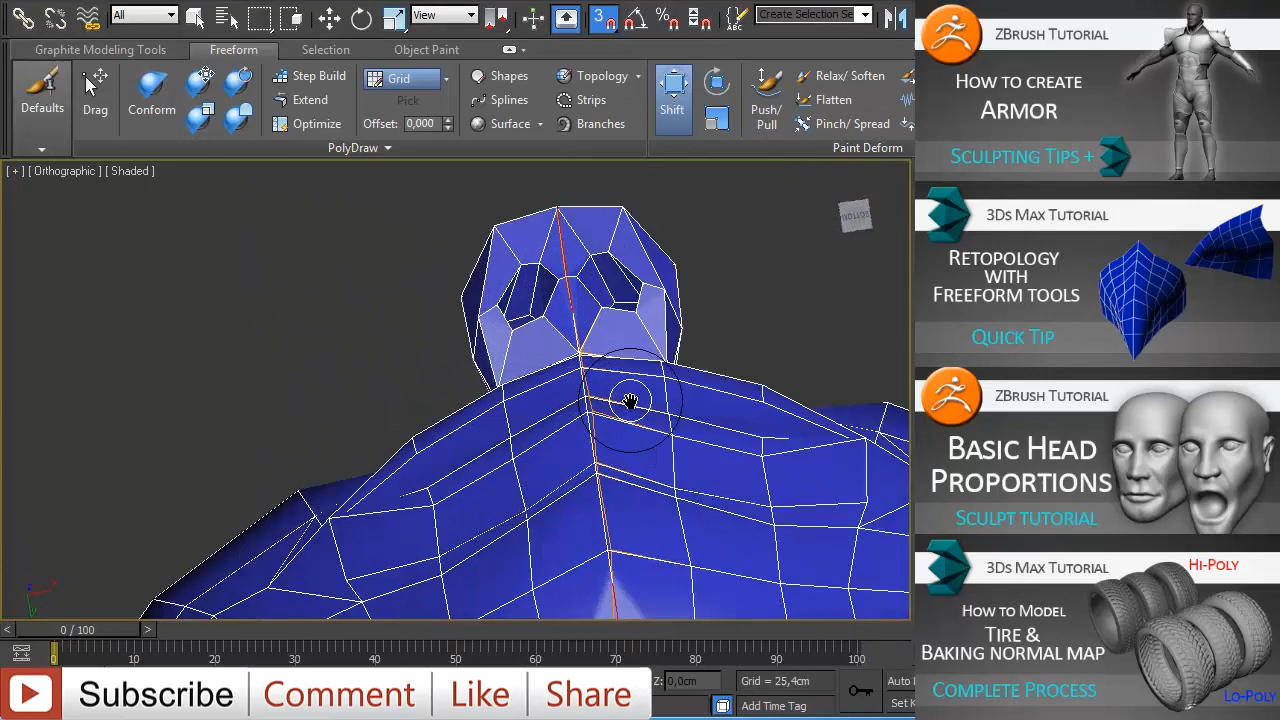 All
View
3
ABC
Create Selection Se
Graphite Modeling Tools
Freeform
Selection
Object Paint
Defaults
Drag
Conform
Step Build
Extend
Optimize
Grid
Pick
Offset: 0,000
Shapes
Splines
Surface
Topology
Strips
Branches
Shift
Push/
Pull
Relax/ Soften
Flatten
Pinch/ Spread
PolyDraw
Paint Deform
[ + ] [ Orthographic ] [ Shaded ]
BOTTOM
0 / 100
0
10
20
30
40
50
60
70
80
90
100
Subscribe
Comment
Like
Share
Z: 0,0cm
Grid = 25,4cm
Add Time Tag
Auto
Set K
ZBrush Tutorial
How to create
Armor
Sculpting Tips +
3Ds Max Tutorial
Retopology
with
Freeform tools
Quick Tip
ZBrush Tutorial
Basic Head
Proportions
Sculpt tutorial
3Ds Max Tutorial
Hi-Poly
How to Model
Tire &
Baking normal map
Complete Process
Lo-Poly